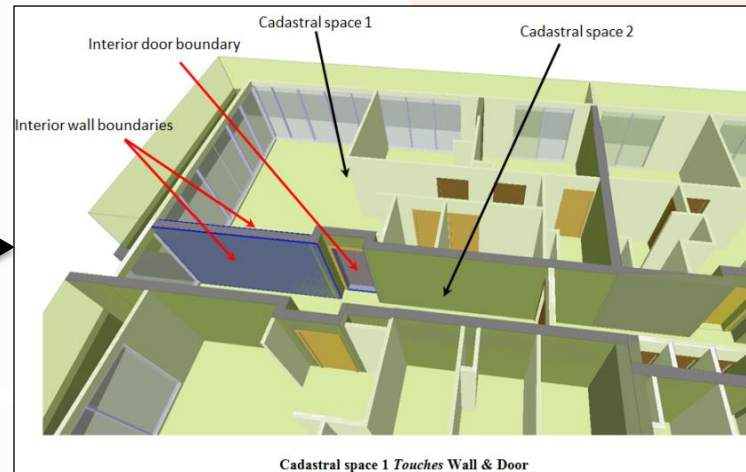 Cadastral space 1
Cadastral space 2
Interior door boundary
Interior wall boundaries
Cadastral space 1 Touches Wall & Door